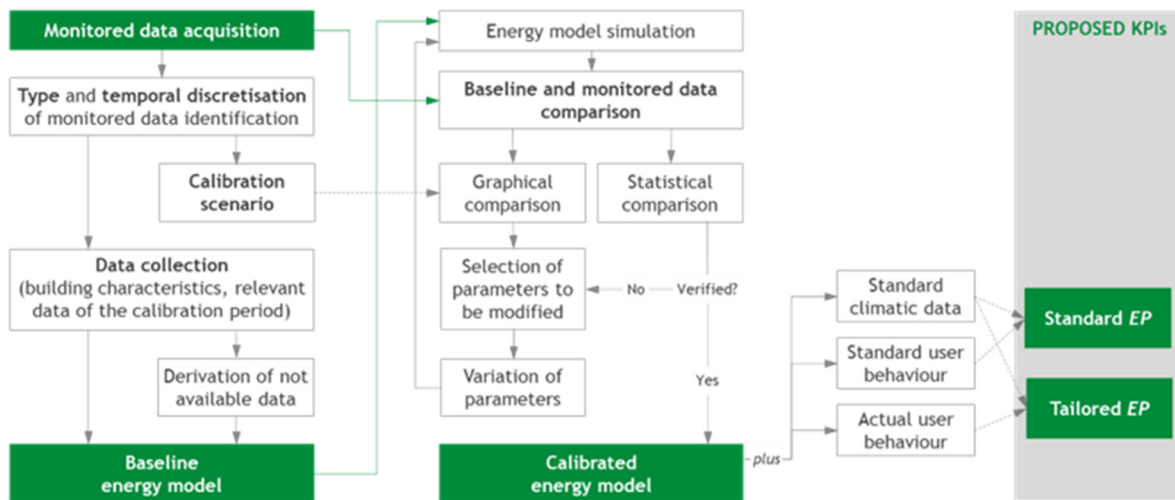 Monitored data acquisition
Type and temporal discretisation
of monitored data identification
Calibration
scenario
Data collection
(building characteristics, relevant
data of the calibration period)
Derivation of not
available data
Baseline
energy model
Energy model simulation
Baseline and monitored data
comparison
Graphical
comparison
Statistical
comparison
Selection of
parameters to
be modified
No
Verified?
Variation of
parameters
Yes
Calibrated
energy model
plus
Standard
climatic data
Standard user
behaviour
Actual user
behaviour
PROPOSED KPIs
Standard EP
Tailored EP